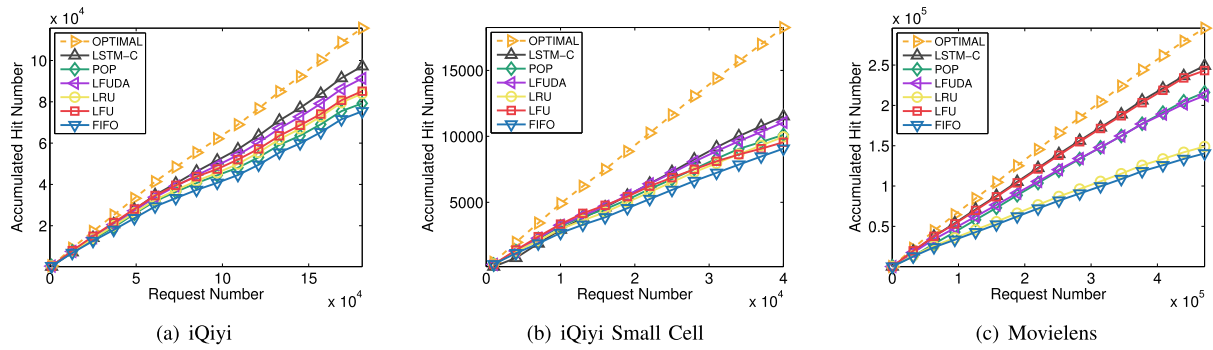 x 10^4
Accumulated Hit Number
10
8
6
4
2
0
5
10
15
Request Number
x 10^4
OPTIMAL
LSTM-C
POP
LFUDA
LRU
LFU
FIFO
(a) iQiyi
Accumulated Hit Number
15000
10000
5000
0
1
2
3
4
Request Number
x 10^4
OPTIMAL
LSTM-C
POP
LFUDA
LRU
LFU
FIFO
(b) iQiyi Small Cell
x 10^5
Accumulated Hit Number
2.5
2
1.5
1
0.5
0
2
4
Request Number
x 10^5
OPTIMAL
LSTM-C
POP
LFUDA
LRU
LFU
FIFO
(c) Movielens